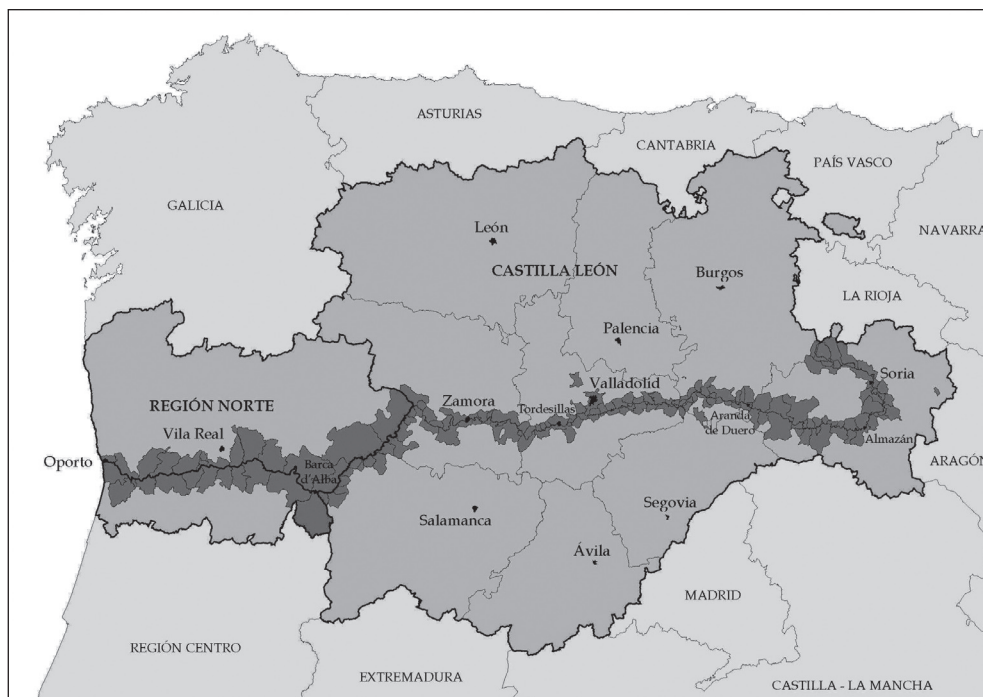 ASTURIAS
CANTABRIA
PAÍS VASCO
GALICIA
NAVARRA
León
CASTILLA LEÓN
Burgos
LA RIOJA
Palencia
Soria
Valladolid
Zamora
Tordesillas
REGIÓN NORTE
Aranda
de Duero
Vila Real
Almazán
Oporto
Barca
d'Alba
ARAGÓN
Segovia
Salamanca
Ávila
MADRID
REGIÓN CENTRO
EXTREMADURA
CASTILLA - LA MANCHA